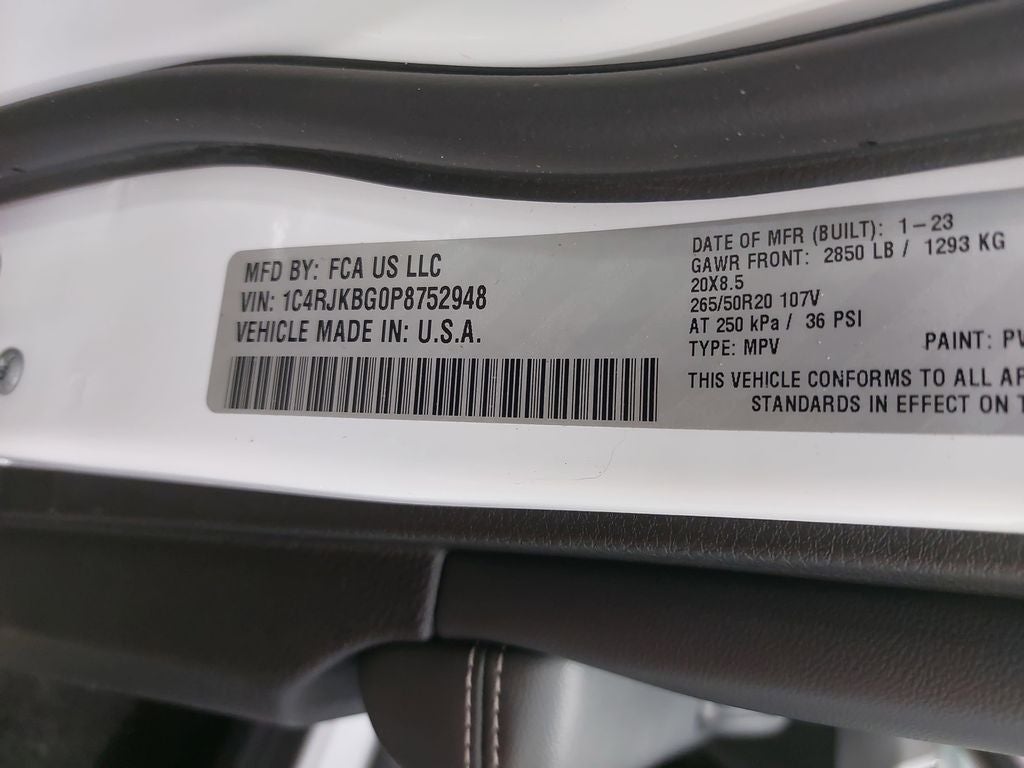 MFD BY: FCA US LLC
VIN: 1C4RJKBG0P8752948
VEHICLE MADE IN: U.S.A.
DATE OF MFR (BUILT): 1-23
GAWR FRONT: 2850 LB / 1293 KG
20X8.5
265/50R20 107V
AT 250 kPa / 36 PSI
TYPE: MPV PAINT: PW
THIS VEHICLE CONFORMS TO ALL AP
STANDARDS IN EFFECT ON T